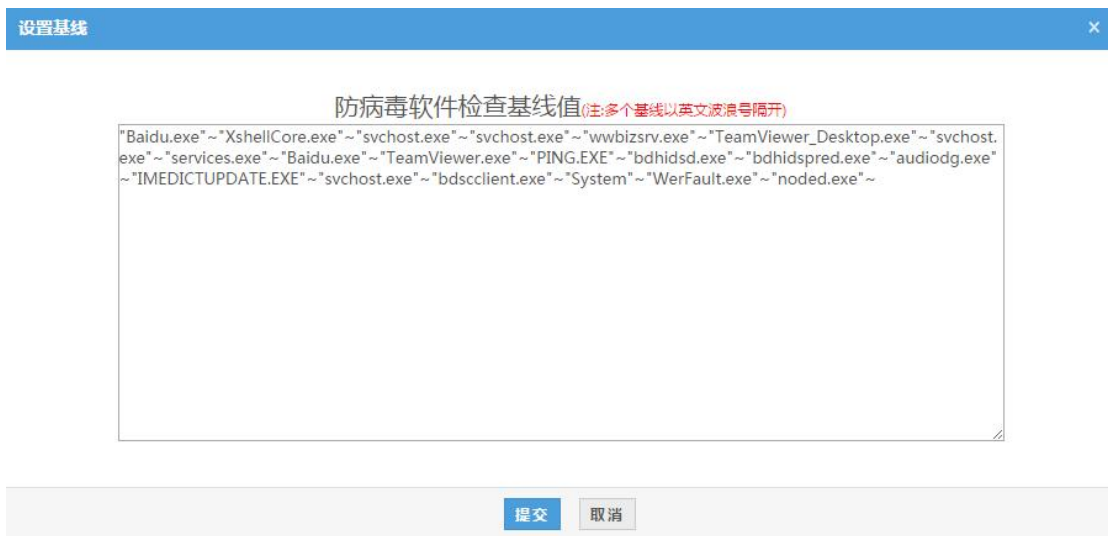 设置基线 ×
防病毒软件检查基线值(注:多个基线以英文波浪号隔开)
"Baidu.exe"~"XshellCore.exe"~"svchost.exe"~"svchost.exe"~"wwbizsrv.exe"~"TeamViewer_Desktop.exe"~"svchost.
exe"~"services.exe"~"Baidu.exe"~"TeamViewer.exe"~"PING.EXE"~"bdhidsd.exe"~"bdhidspred.exe"~"audiodg.exe"
~"IMEDICTUPDATE.EXE"~"svchost.exe"~"bdscclient.exe"~"System"~"WerFault.exe"~"noded.exe"~
提交 取消